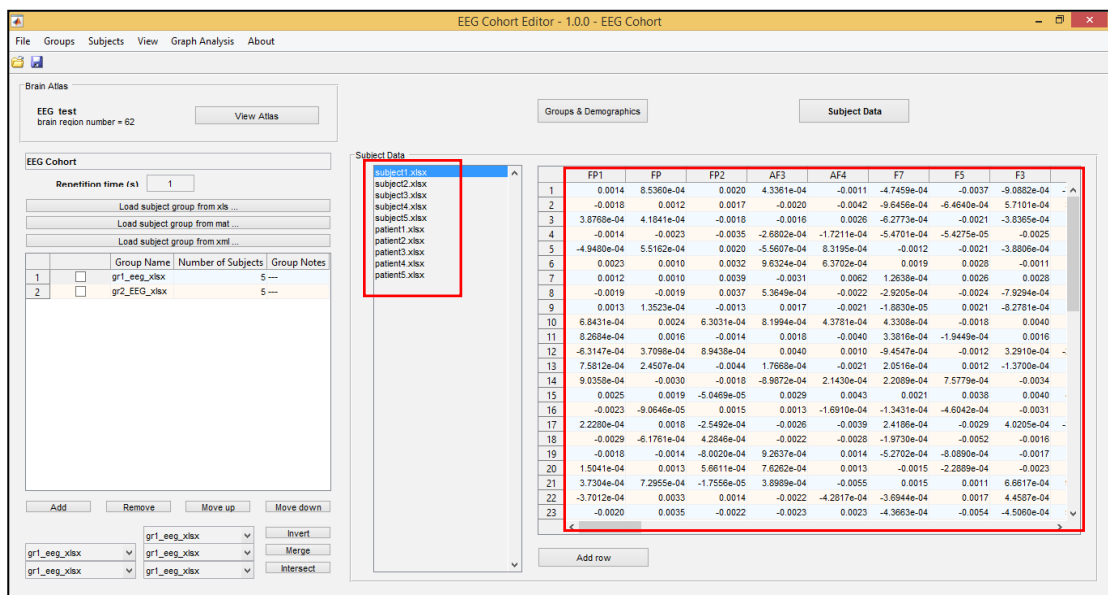 EEG Cohort Editor - 1.0.0 - EEG Cohort
File Groups Subjects View Graph Analysis About
Brain Atlas
EEG test
brain region number = 62
View Atlas
Groups & Demographics
Subject Data
EEG Cohort
Repetition time (s) 1
Load subject group from xls ...
Load subject group from mat ...
Load subject group from xml ...
Group Name Number of Subjects Group Notes
1 gr1_eeg_xlsx 5 ---
2 gr2_EEG_xlsx 5 ---
Add Remove Move up Move down
gr1_eeg_xlsx Invert
gr1_eeg_xlsx gr1_eeg_xlsx Merge
gr1_eeg_xlsx gr1_eeg_xlsx Intersect
Subject Data
subject1.xlsx
subject2.xlsx
subject3.xlsx
subject4.xlsx
subject5.xlsx
patient1.xlsx
patient2.xlsx
patient3.xlsx
patient4.xlsx
patient5.xlsx
FP1 FP FP2 AF3 AF4 F7 F5 F3
1 0.0014 8.5360e-04 0.0020 4.3361e-04 -0.0011 -4.7459e-04 -0.0037 -9.0882e-04
2 -0.0018 0.0012 0.0017 -0.0020 -0.0042 -9.6456e-04 -6.4640e-04 5.7101e-04
3 3.8768e-04 4.1841e-04 -0.0018 -0.0016 0.0026 -6.2773e-04 -0.0021 -3.8365e-04
4 -0.0014 -0.0023 -0.0035 -2.6802e-04 -1.7211e-04 -5.4701e-04 -5.4275e-05 -0.0025
5 -4.9480e-04 5.5162e-04 0.0020 -5.5607e-04 8.3195e-04 -0.0012 -0.0021 -3.8806e-04
6 0.0023 0.0010 0.0032 9.6324e-04 6.3702e-04 0.0019 0.0028 -0.0011
7 0.0012 0.0010 0.0039 -0.0031 0.0062 1.2638e-04 0.0026 0.0028
8 -0.0019 -0.0019 0.0037 5.3649e-04 -0.0022 -2.9205e-04 -0.0024 -7.9294e-04
9 0.0013 1.3523e-04 -0.0013 0.0017 -0.0021 -1.8830e-05 0.0021 -8.2781e-04
10 6.8431e-04 0.0024 6.3031e-04 8.1994e-04 4.3781e-04 4.3308e-04 -0.0018 0.0040
11 8.2684e-04 0.0016 -0.0014 0.0018 -0.0040 3.3816e-04 -1.9449e-04 0.0016
12 -6.3147e-04 3.7098e-04 8.9438e-04 0.0040 0.0010 -9.4547e-04 -0.0012 3.2910e-04
13 7.5812e-04 2.4507e-04 -0.0044 1.7668e-04 -0.0021 2.0516e-04 0.0012 -1.3700e-04
14 9.0358e-04 -0.0030 -0.0018 -8.9872e-04 2.1430e-04 2.2089e-04 7.5779e-04 -0.0034
15 0.0025 0.0019 -5.0469e-05 0.0029 0.0043 0.0021 0.0038 0.0040
16 -0.0023 -9.0646e-05 0.0015 0.0013 -1.6910e-04 -1.3431e-04 -4.6042e-04 -0.0031
17 2.2280e-04 0.0018 -2.5492e-04 -0.0026 -0.0039 2.4186e-04 -0.0029 4.0205e-04
18 -0.0029 -6.1761e-04 4.2846e-04 -0.0022 -0.0028 -1.9730e-04 -0.0052 -0.0016
19 -0.0018 -0.0014 -8.0020e-04 9.2637e-04 0.0014 -5.2702e-04 -8.0890e-04 -0.0017
20 1.5041e-04 0.0013 5.6611e-04 7.6262e-04 0.0013 -0.0015 -2.2889e-04 -0.0023
21 3.7304e-04 7.2955e-04 -1.7556e-05 3.8989e-04 -0.0055 0.0015 0.0011 6.6617e-04
22 -3.7012e-04 0.0033 0.0014 -0.0022 -4.2817e-04 -3.6944e-04 0.0017 4.4587e-04
23 -0.0020 0.0035 -0.0022 -0.0023 0.0023 -4.3663e-04 -0.0054 -4.5060e-04
Add row